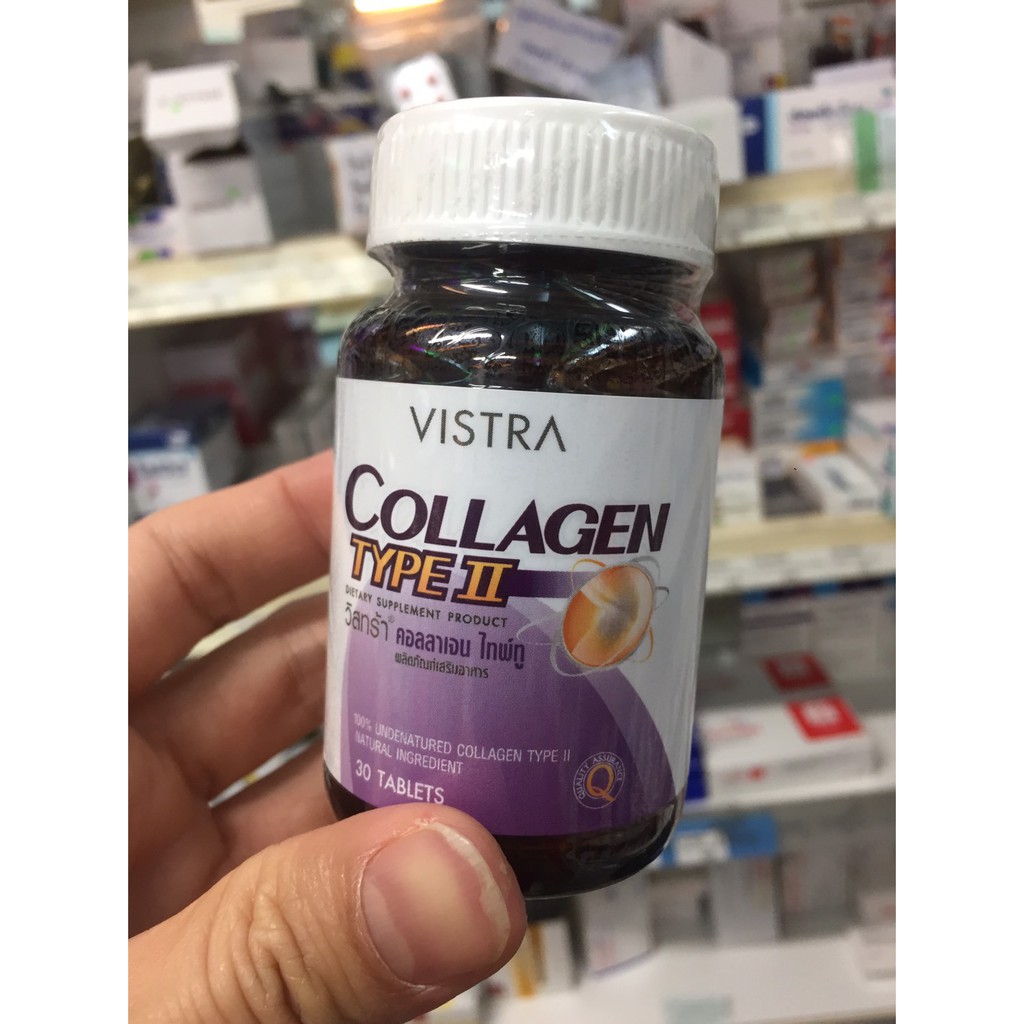 VISTRA
COLLAGEN
TYPE II
DIETARY SUPPLEMENT PRODUCT
วิสทร้า® คอลลาเจน ไทพ์ทู
ผลิตภัณฑ์เสริมอาหาร
100% UNDENATURED COLLAGEN TYPE II
NATURAL INGREDIENT
30 TABLETS
QUALITY ASSURANCE
Q